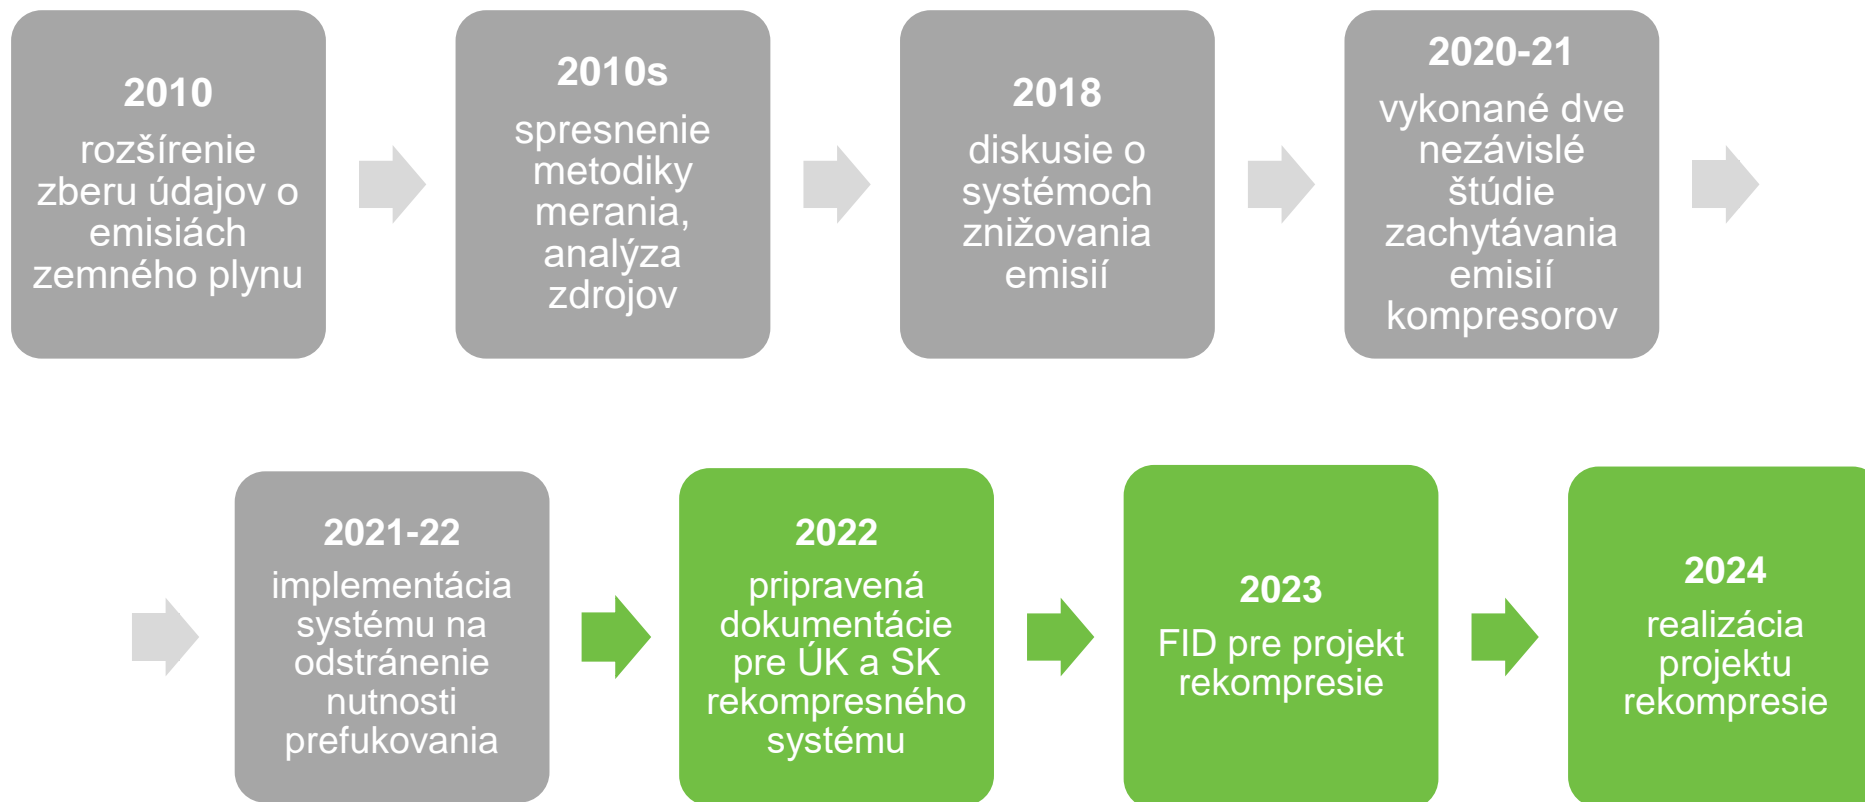 2010
rozšírenie
zberu údajov o
emisiách
zemného plynu
2010s
spresnenie
metodiky
merania,
analýza
zdrojov
2018
diskusie o
systémoch
znižovania
emisií
2020-21
vykonané dve
nezávislé
štúdie
zachytávania
emisií
kompresorov
2021-22
implementácia
systému na
odstránenie
nutnosti
prefukovania
2022
pripravená
dokumentácie
pre ÚK a SK
rekompresného
systému
2023
FID pre projekt
rekompresie
2024
realizácia
projektu
rekompresie